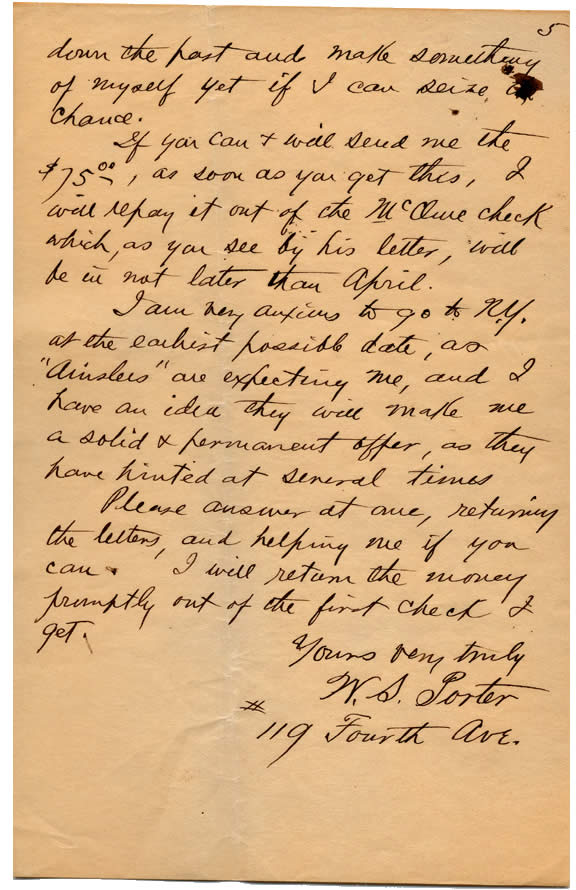 5
down the past and make something
of myself yet if I can seize a
chance.
If you can & will send me the
$75.00, as soon as you get this, I
will repay it out of the McClure check
which, as you see by his letter, will
be in not later than April.
I am very anxious to go to N.Y.
at the earliest possible date, as
"Ainslees" are expecting me, and I
have an idea they will make me
a solid & permanent offer, as they
have hinted at several times
Please answer at once, returning
the letters, and helping me if you
can. I will return the money
promptly out of the first check I
get.
Yours very truly
W. S. Porter
# 119 Fourth Ave.